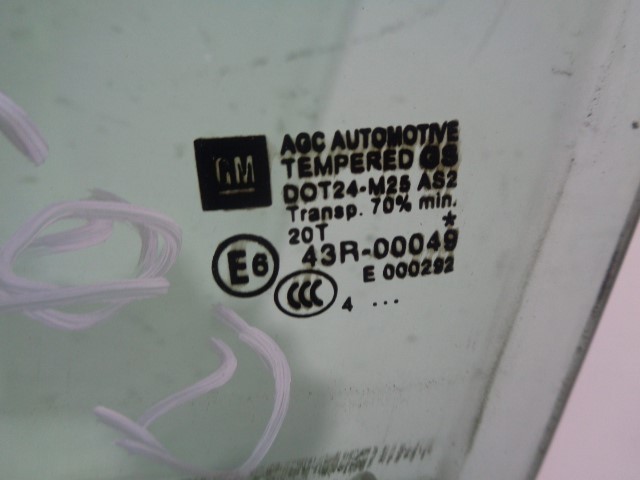 GM
AGC AUTOMOTIVE
TEMPERED GS
DOT24-M25 AS2
Transp. 70% min.
20T *
E6 43R-00049
E 000292
CCC 4 ...